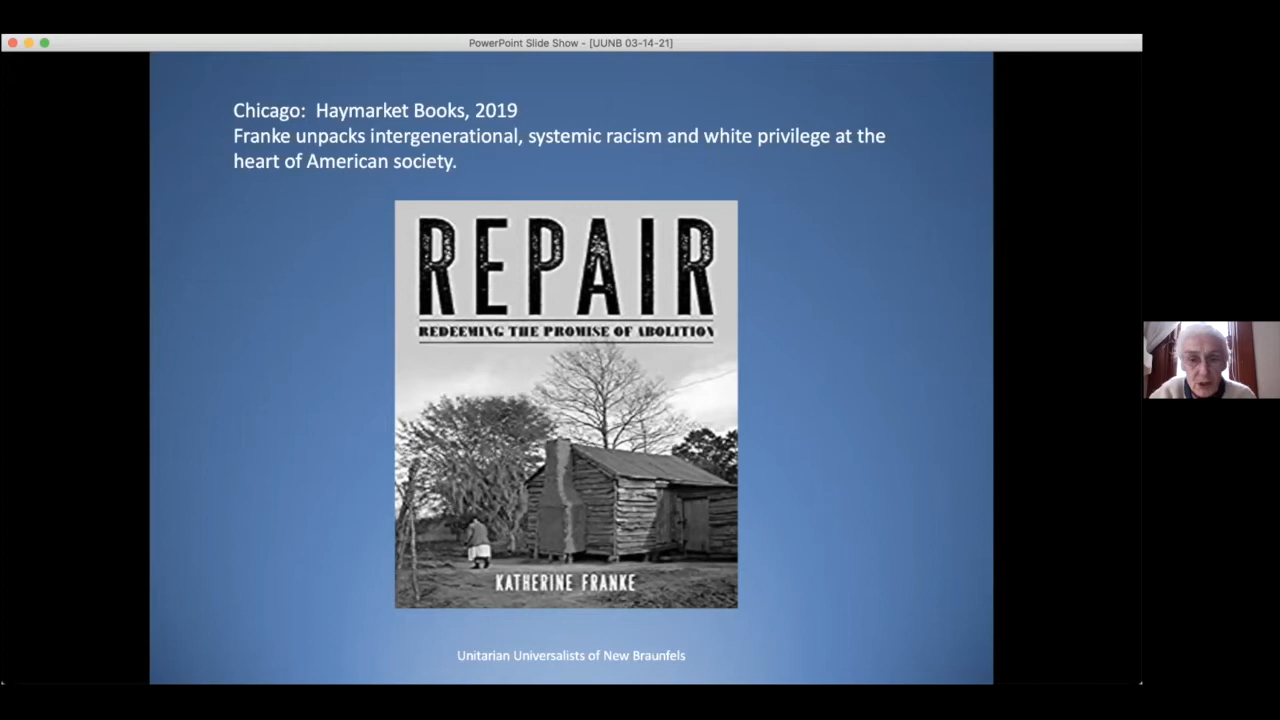 PowerPoint Slide Show - [UUNB 03-14-21]
Chicago:  Haymarket Books, 2019
Franke unpacks intergenerational, systemic racism and white privilege at the
heart of American society.
REPAIR
REDEEMING THE PROMISE OF ABOLITION
KATHERINE FRANKE
Unitarian Universalists of New Braunfels